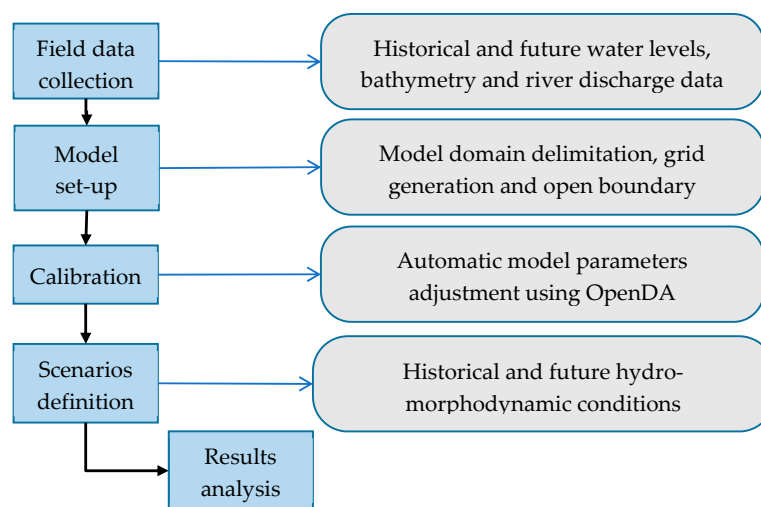 Field data
collection
Historical and future water levels,
bathymetry and river discharge data
Model
set-up
Model domain delimitation, grid
generation and open boundary
Calibration
Automatic model parameters
adjustment using OpenDA
Scenarios
definition
Historical and future hydro-
morphodynamic conditions
Results
analysis